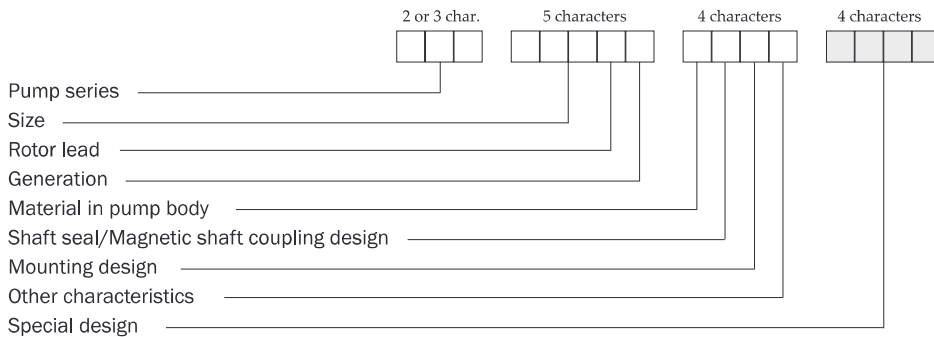 2 or 3 char. 5 characters 4 characters 4 characters
Pump series
Size
Rotor lead
Generation
Material in pump body
Shaft seal/Magnetic shaft coupling design
Mounting design
Other characteristics
Special design